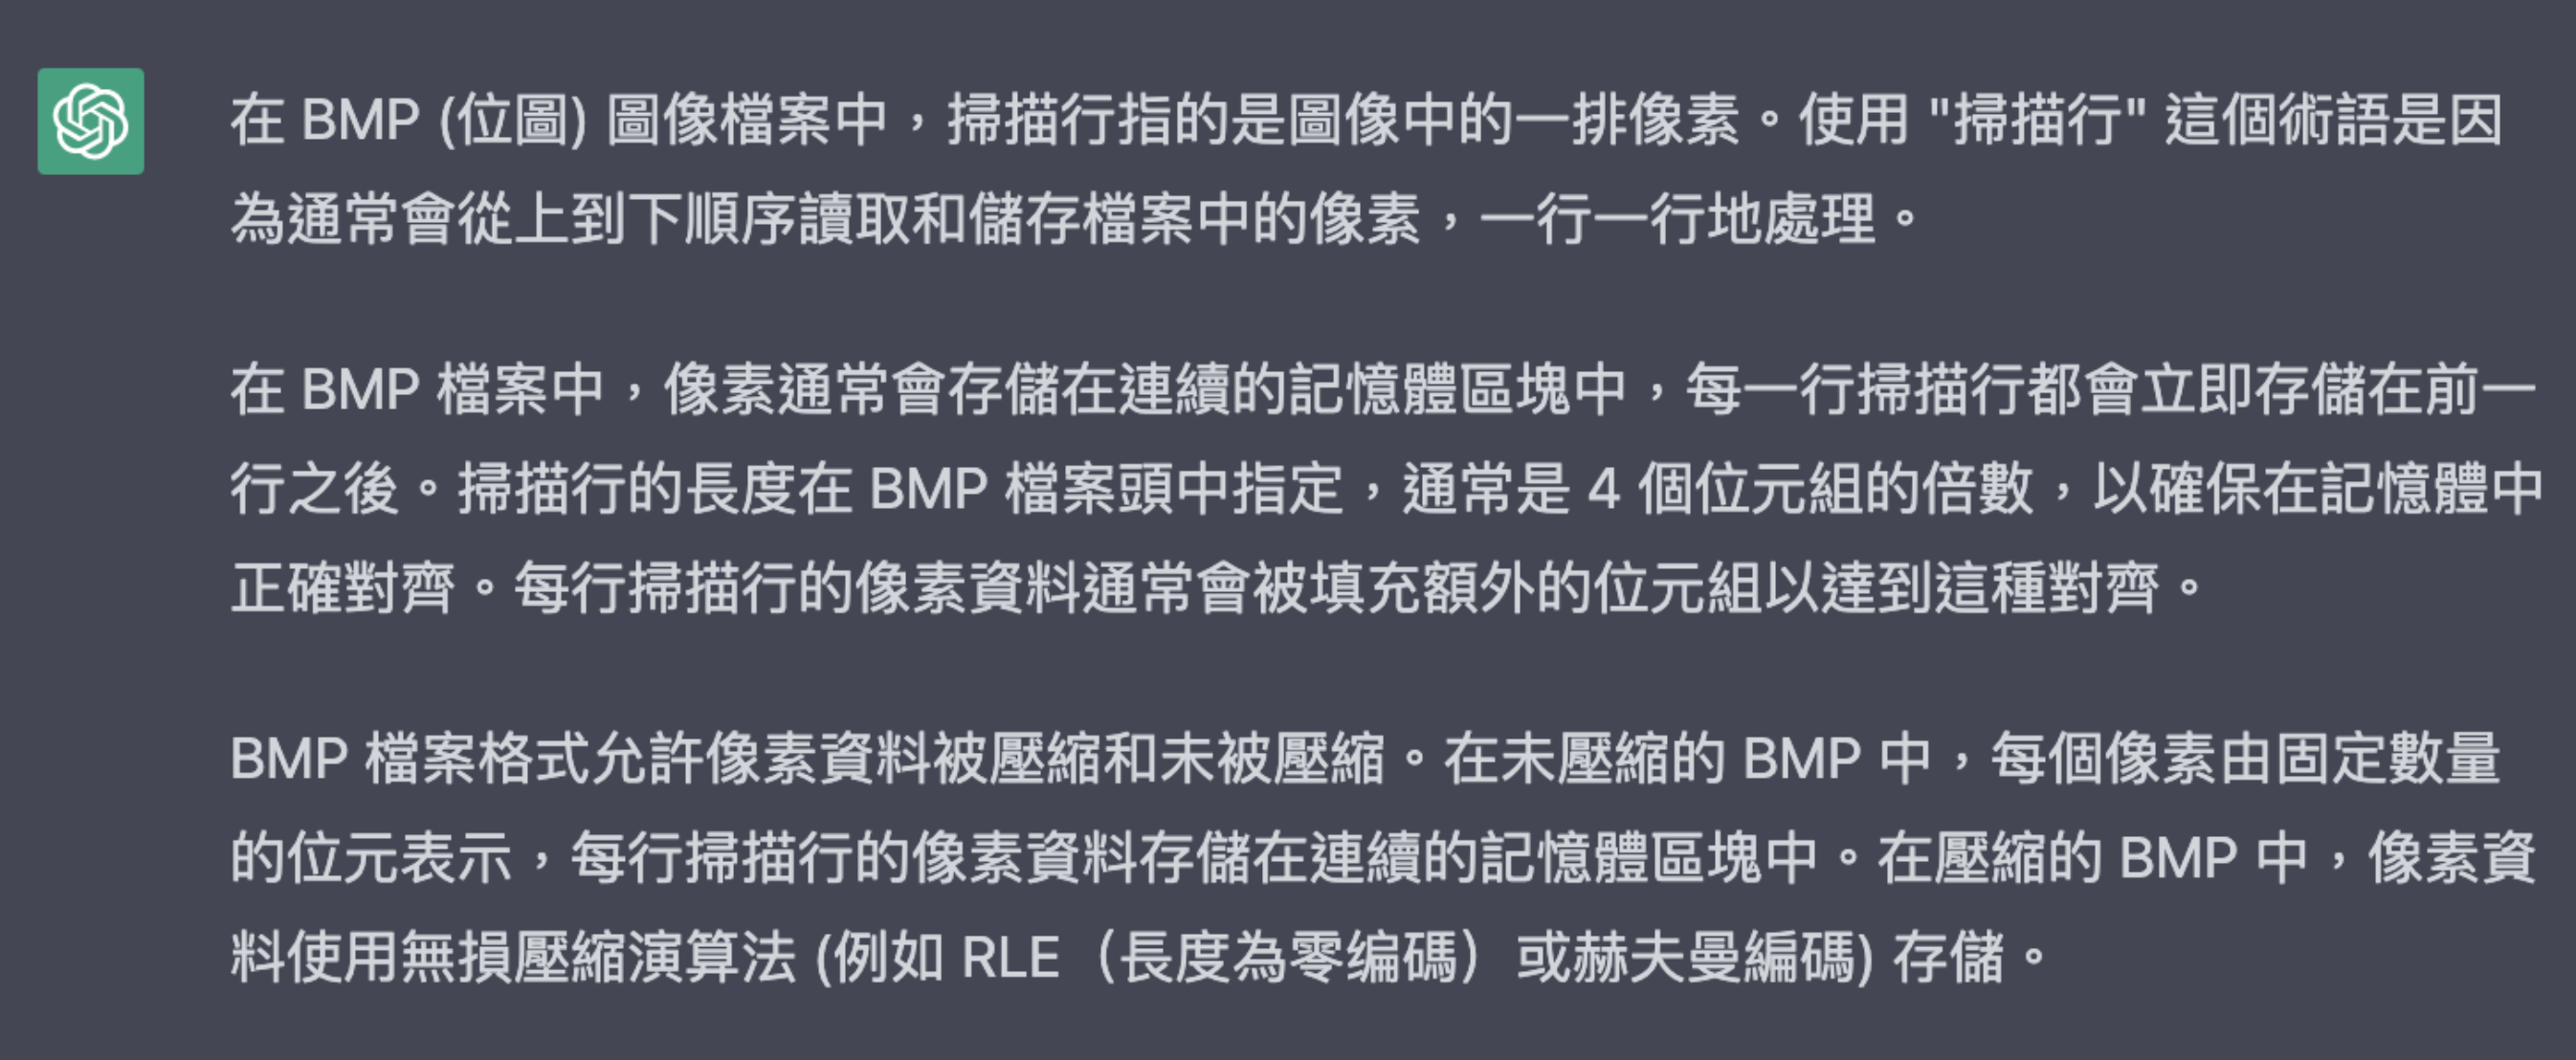 在 BMP (位圖) 圖像檔案中，掃描行指的是圖像中的一排像素。使用 "掃描行" 這個術語是因
為通常會從上到下順序讀取和儲存檔案中的像素，一行一行地處理。
在 BMP 檔案中，像素通常會存儲在連續的記憶體區塊中，每一行掃描行都會立即存儲在前一
行之後。掃描行的長度在 BMP 檔案頭中指定，通常是 4 個位元組的倍數，以確保在記憶體中
正確對齊。每行掃描行的像素資料通常會被填充額外的位元組以達到這種對齊。
BMP 檔案格式允許像素資料被壓縮和未被壓縮。在未壓縮的 BMP 中，每個像素由固定數量
的位元表示，每行掃描行的像素資料存儲在連續的記憶體區塊中。在壓縮的 BMP 中，像素資
料使用無損壓縮演算法 (例如 RLE（長度為零编碼）或赫夫曼編碼) 存儲。